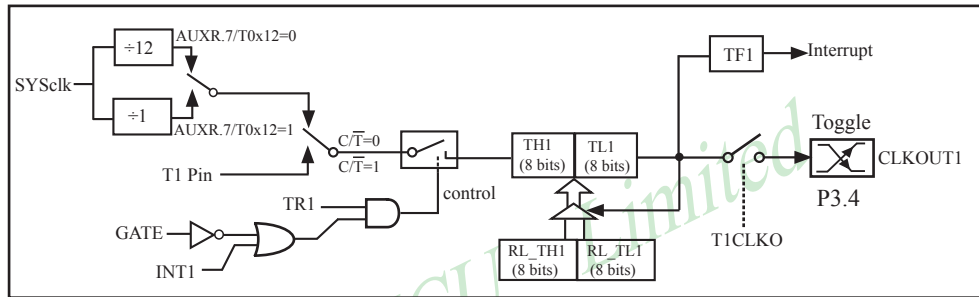 ÷12
AUXR.7/T0x12=0
SYSclk
÷1
AUXR.7/T0x12=1
T1 Pin
C/T̅=0
C/T̅=1
control
TR1
GATE
INT1
TH1
(8 bits)
TL1
(8 bits)
RL_TH1
(8 bits)
RL_TL1
(8 bits)
TF1
Interrupt
Toggle
CLKOUT1
P3.4
T1CLKO
Limited